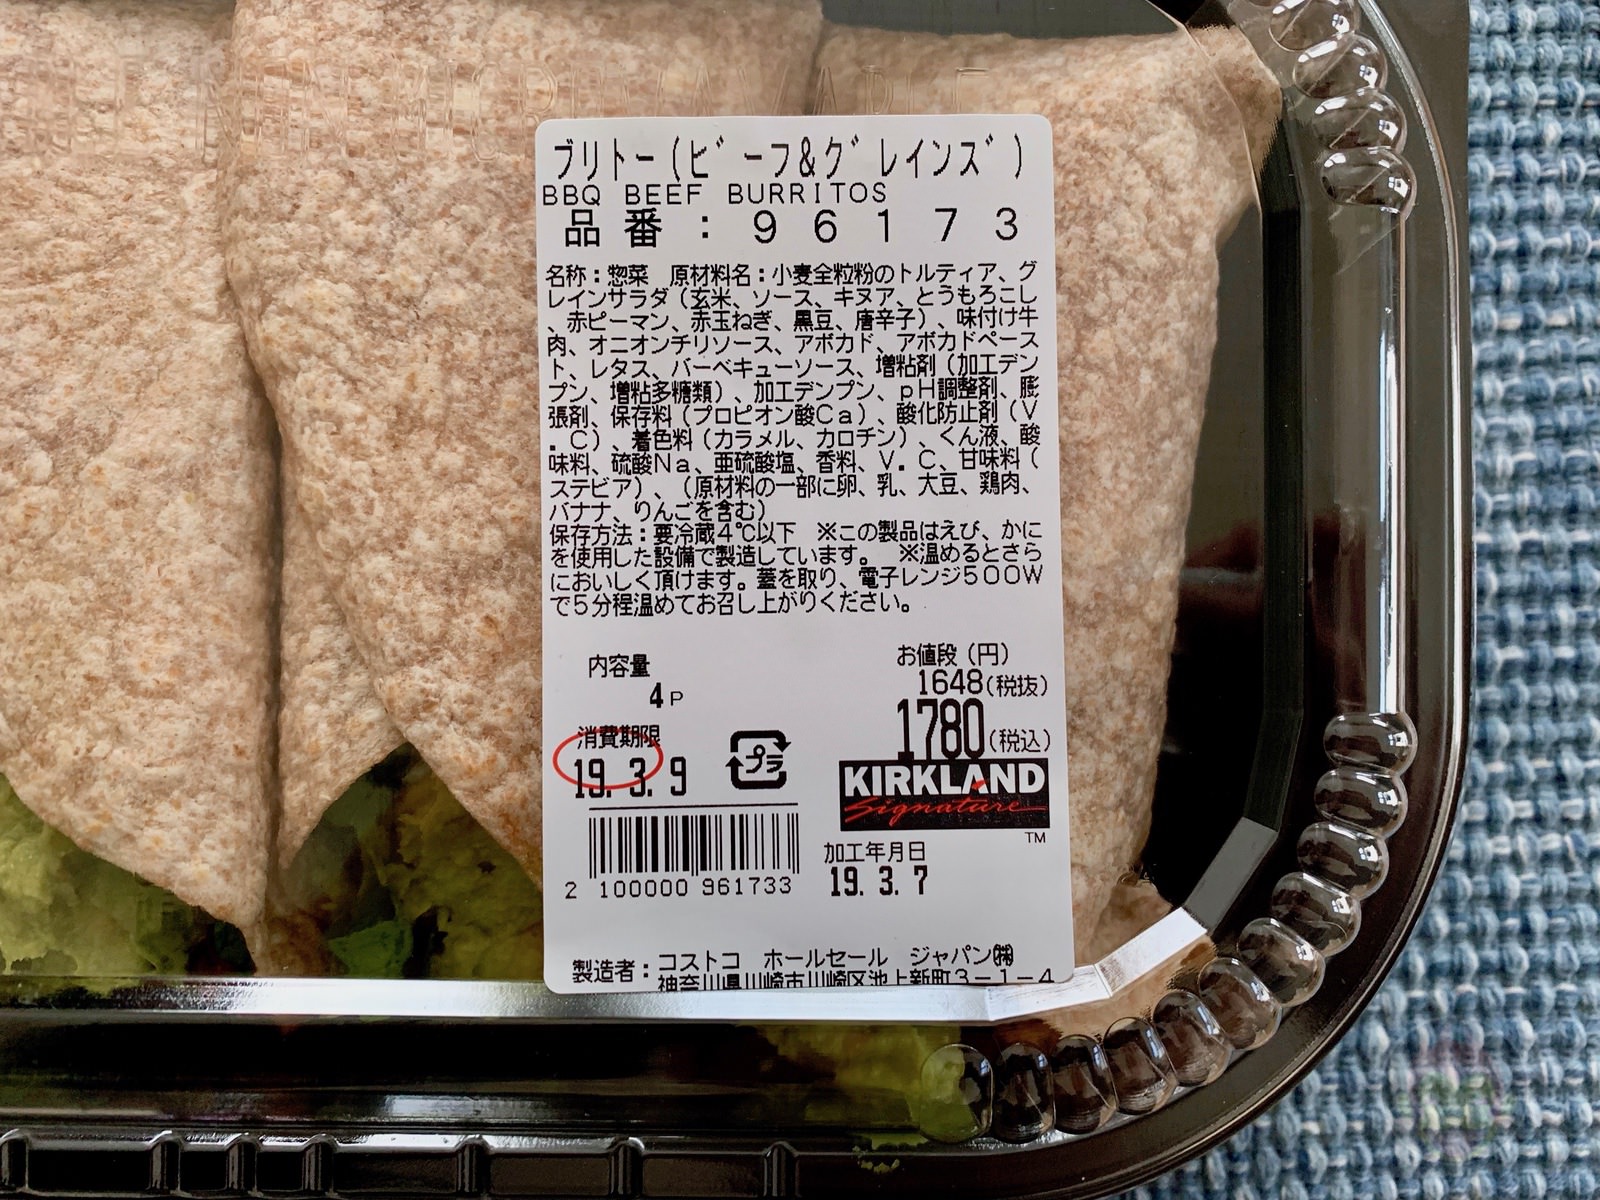 ブリトー(ビーフ&グレインズ)
BBQ BEEF BURRITOS
品番:96173
名称:惣菜 原材料名:小麦全粒粉のトルティア、グ
レインサラダ(玄米、ソース、キヌア、とうもろこし
、赤ピーマン、赤玉ねぎ、黒豆、唐辛子)、味付け牛
肉、オニオンチリソース、アボカド、アボカドペース
ト、レタス、バーベキューソース、増粘剤(加工デン
プン、増粘多糖類)、加工デンプン、pH調整剤、膨
張剤、保存料(プロピオン酸Ca)、酸化防止剤(V
.C)、着色料(カラメル、カロチン)、くん液、酸
味料、硫酸Na、亜硫酸塩、香料、V.C、甘味料(
ステビア)、(原材料の一部に卵、乳、大豆、鶏肉、
バナナ、りんごを含む)
保存方法:要冷蔵4℃以下 ※この製品はえび、かに
を使用した設備で製造しています。 ※温めるとさら
においしく頂けます。蓋を取り、電子レンジ500W
で5分程温めてお召し上がりください。
内容量
4P
お値段(円)
1648(税抜)
1780(税込)
消費期限
19. 3. 9
プラ
KIRKLAND
Signature
TM
2 100000 961733
加工年月日
19. 3. 7
製造者:コストコ ホールセール ジャパン㈱
神奈川県川崎市川崎区池上新町3-1-4